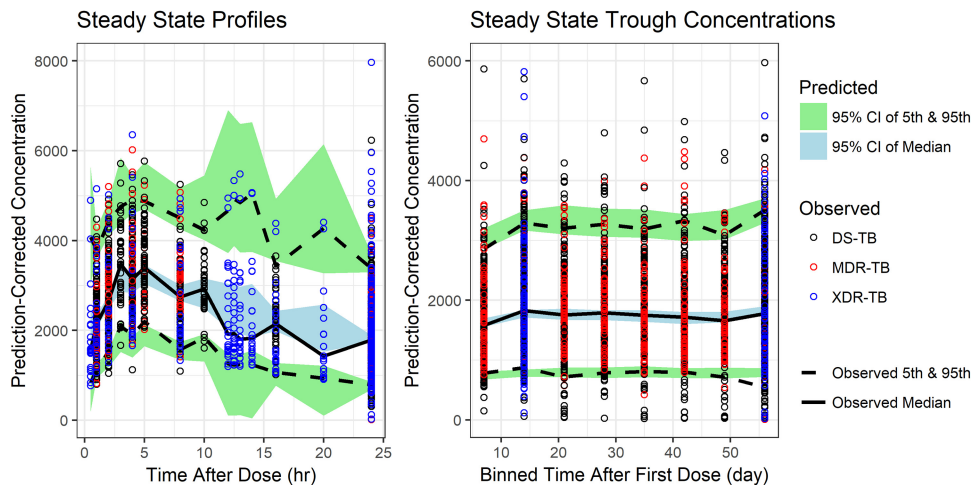 Steady State Profiles
Prediction-Corrected Concentration
8000
6000
4000
2000
0
0 5 10 15 20 25
Time After Dose (hr)
Steady State Trough Concentrations
Prediction-Corrected Concentration
6000
4000
2000
0
10 20 30 40 50
Binned Time After First Dose (day)
Predicted
95% CI of 5th & 95th
95% CI of Median
Observed
DS-TB
MDR-TB
XDR-TB
Observed 5th & 95th
Observed Median